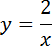 y = 2/x